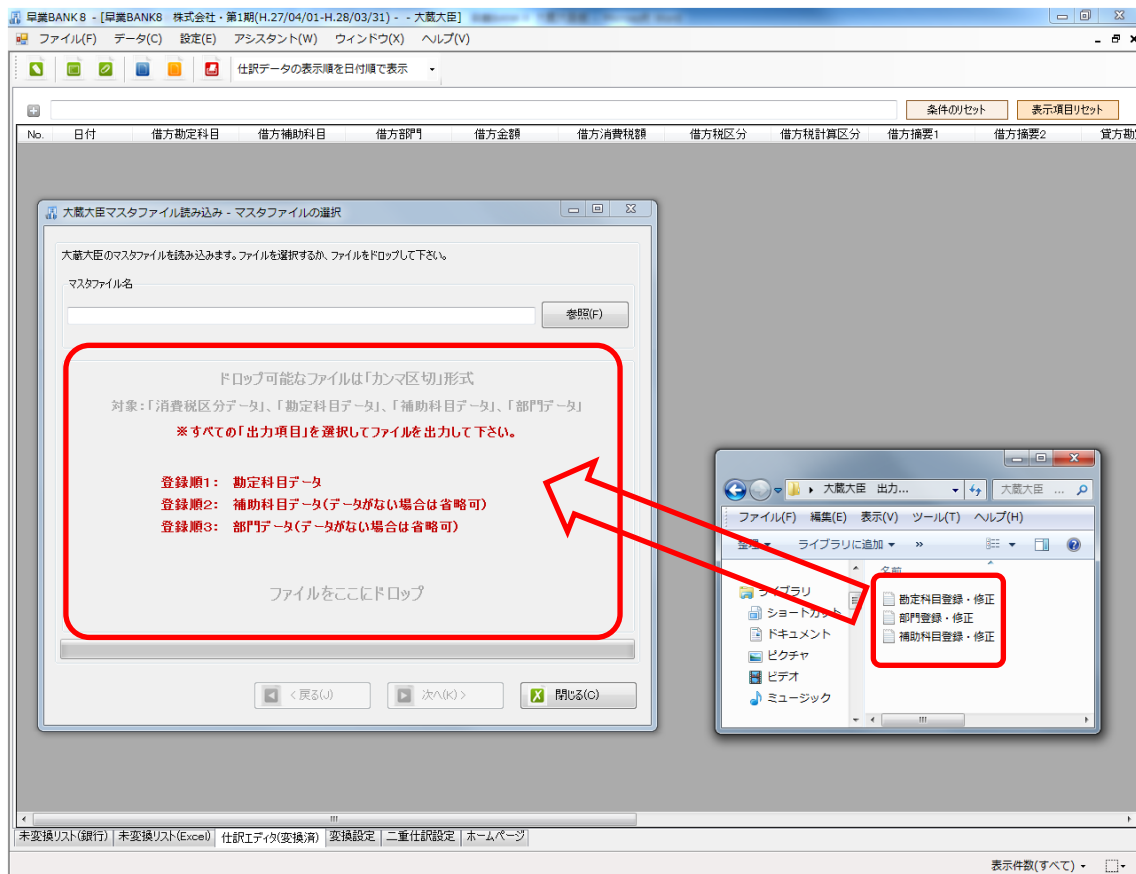 早業BANK8 - [早業BANK8 株式会社・第1期(H.27/04/01-H.28/03/31) - - 大蔵大臣]
ファイル(F) データ(C) 設定(E) アシスタント(W) ウィンドウ(X) ヘルプ(V)
仕訳データの表示順を日付順で表示
条件のリセット 表示項目リセット
No. 日付 借方勘定科目 借方補助科目 借方部門 借方金額 借方消費税額 借方税区分 借方税計算区分 借方摘要1 借方摘要2 貸方勘
大蔵大臣マスタファイル読み込み - マスタファイルの選択
大蔵大臣のマスタファイルを読み込みます。ファイルを選択するか、ファイルをドロップして下さい。
マスタファイル名
参照(F)
ドロップ可能なファイルは「カンマ区切」形式
対象:「消費税区分データ」、「勘定科目データ」、「補助科目データ」、「部門データ」
※すべての「出力項目」を選択してファイルを出力して下さい。
登録順1: 勘定科目データ
登録順2: 補助科目データ(データがない場合は省略可)
登録順3: 部門データ(データがない場合は省略可)
ファイルをここにドロップ
<戻る(J) 次へ(K)> 閉じる(C)
大蔵大臣 出力... 大蔵大臣 ...
ファイル(F) 編集(E) 表示(V) ツール(T) ヘルプ(H)
整理 ライブラリに追加 »
名前
ライブラリ
ショートカット
ドキュメント
ピクチャ
ビデオ
ミュージック
勘定科目登録・修正
部門登録・修正
補助科目登録・修正
未変換リスト(銀行) 未変換リスト(Excel) 仕訳エディタ(変換済) 変換設定 二重仕訳設定 ホームページ
表示件数(すべて)